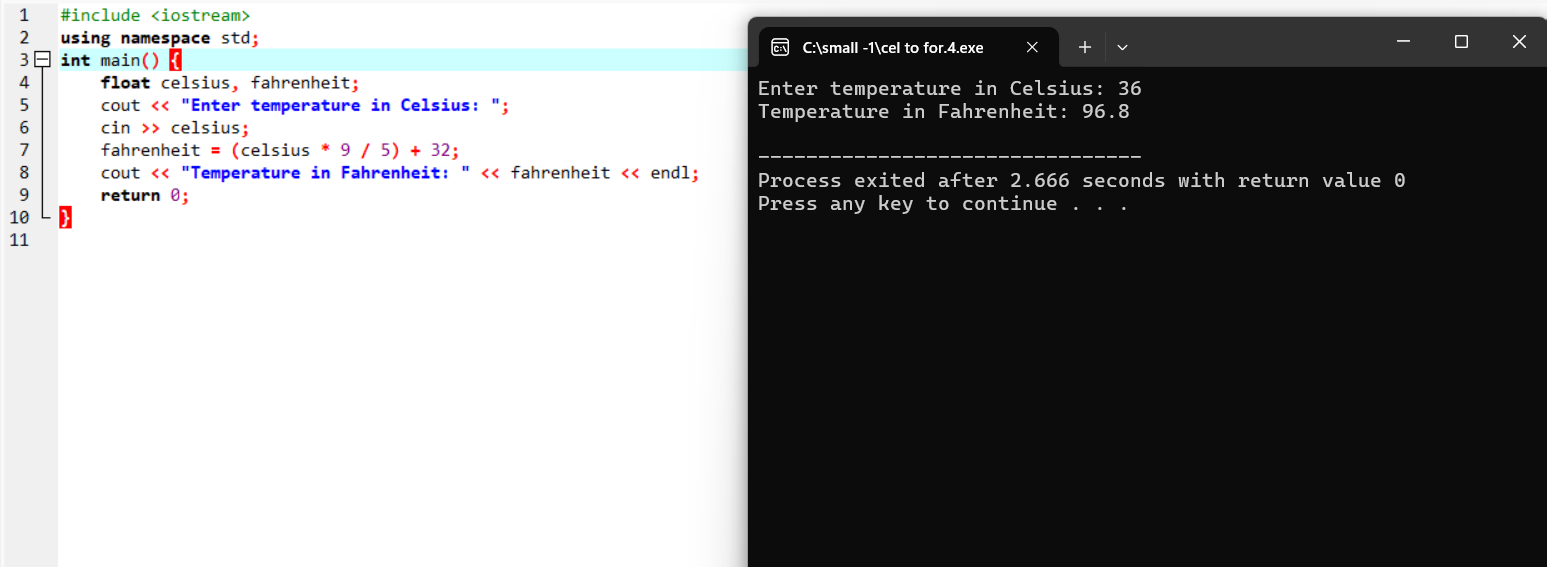 1 #include <iostream>
2 using namespace std;
3 int main() {
4     float celsius, fahrenheit;
5     cout << "Enter temperature in Celsius: ";
6     cin >> celsius;
7     fahrenheit = (celsius * 9 / 5) + 32;
8     cout << "Temperature in Fahrenheit: " << fahrenheit << endl;
9     return 0;
10 }
11
C:\small -1\cel to for.4.exe
Enter temperature in Celsius: 36
Temperature in Fahrenheit: 96.8
--------------------------------
Process exited after 2.666 seconds with return value 0
Press any key to continue . . .